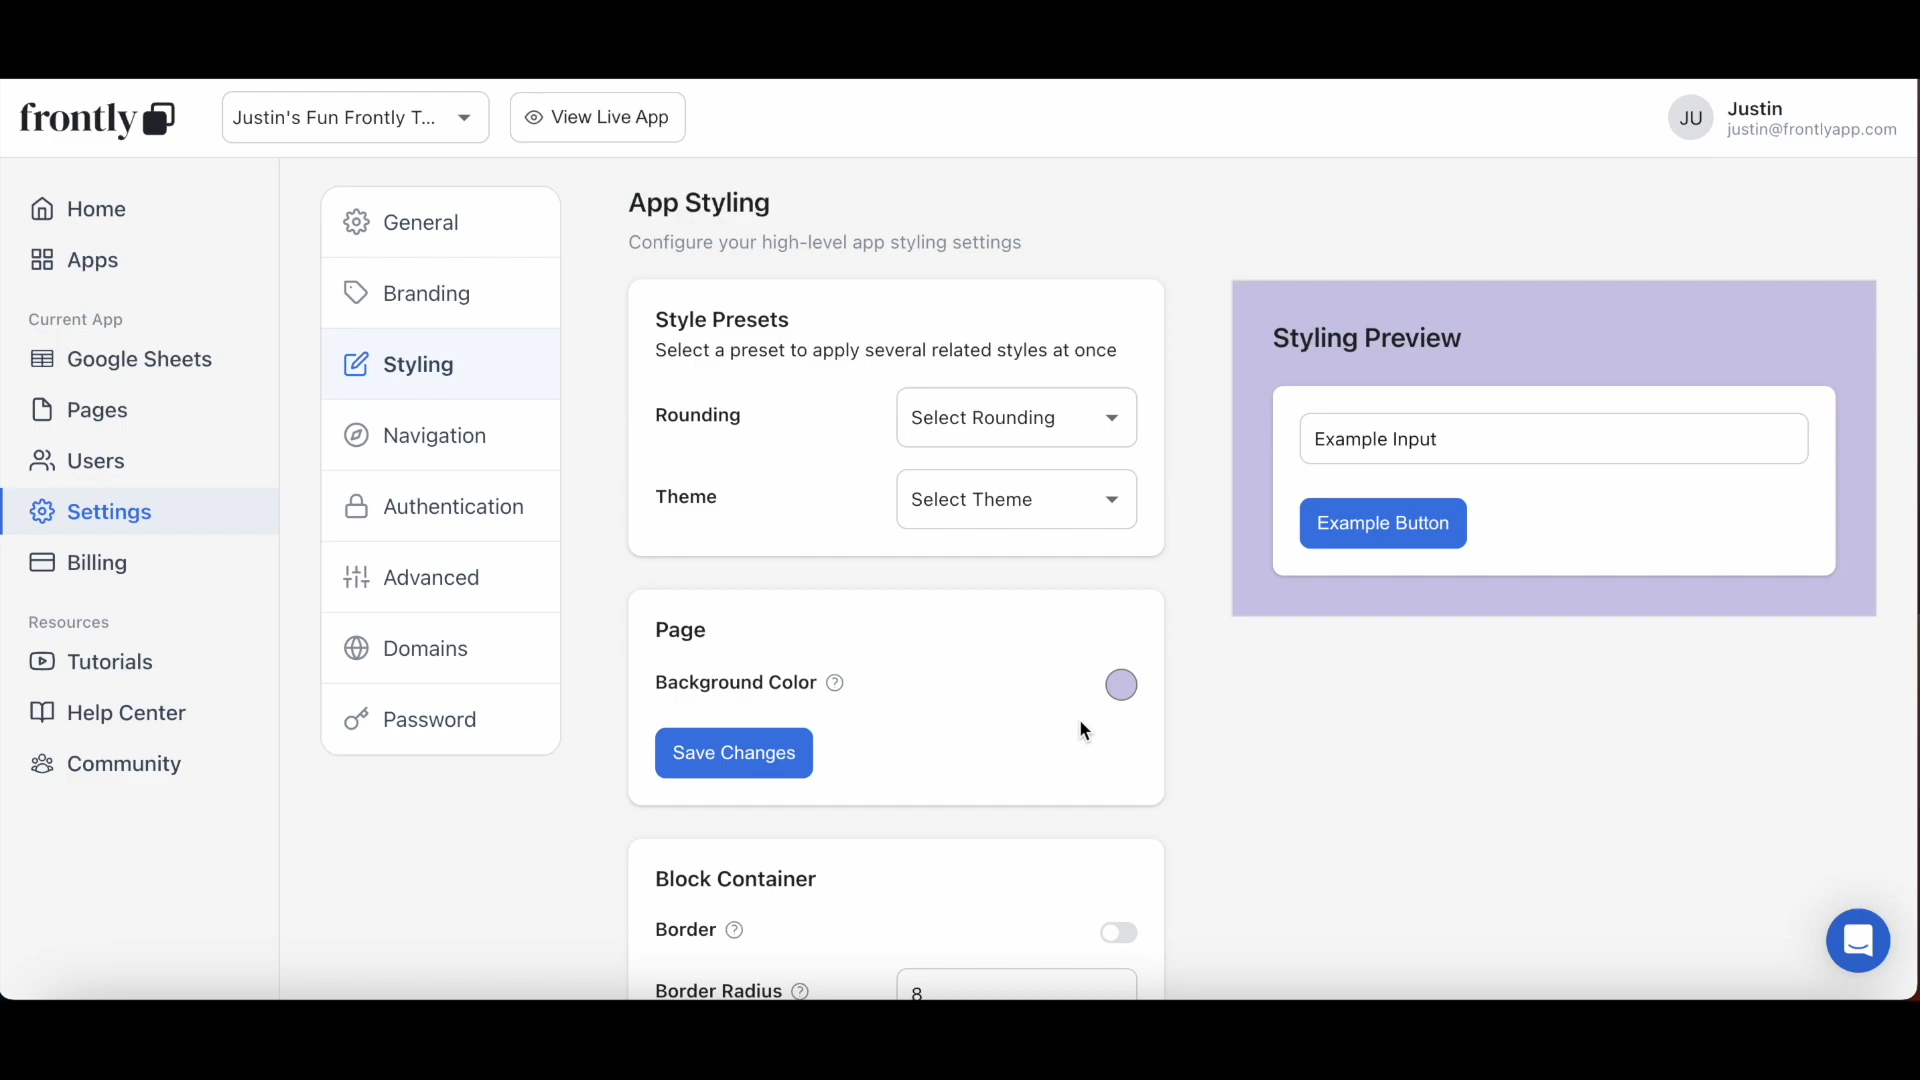 frontly
Justin's Fun Frontly T...
View Live App
JU
Justin
justin@frontlyapp.com
Home
Apps
Current App
Google Sheets
Pages
Users
Settings
Billing
Resources
Tutorials
Help Center
Community
General
Branding
Styling
Navigation
Authentication
Advanced
Domains
Password
App Styling
Configure your high-level app styling settings
Style Presets
Select a preset to apply several related styles at once
Rounding
Select Rounding
Theme
Select Theme
Page
Background Color ?
Save Changes
Block Container
Border ?
Border Radius ?
8
Styling Preview
Example Input
Example Button